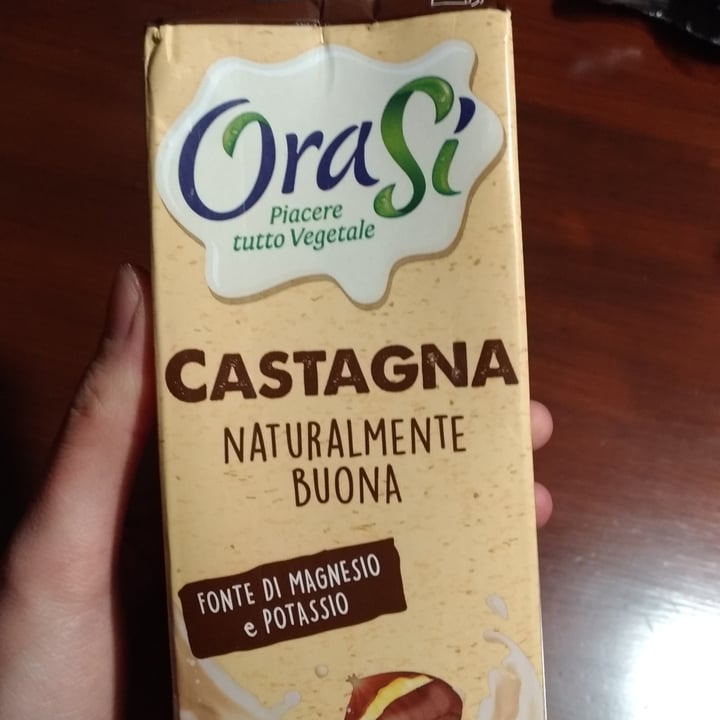 OraSì
Piacere
tutto Vegetale
CASTAGNA
NATURALMENTE
BUONA
FONTE DI MAGNESIO
e POTASSIO